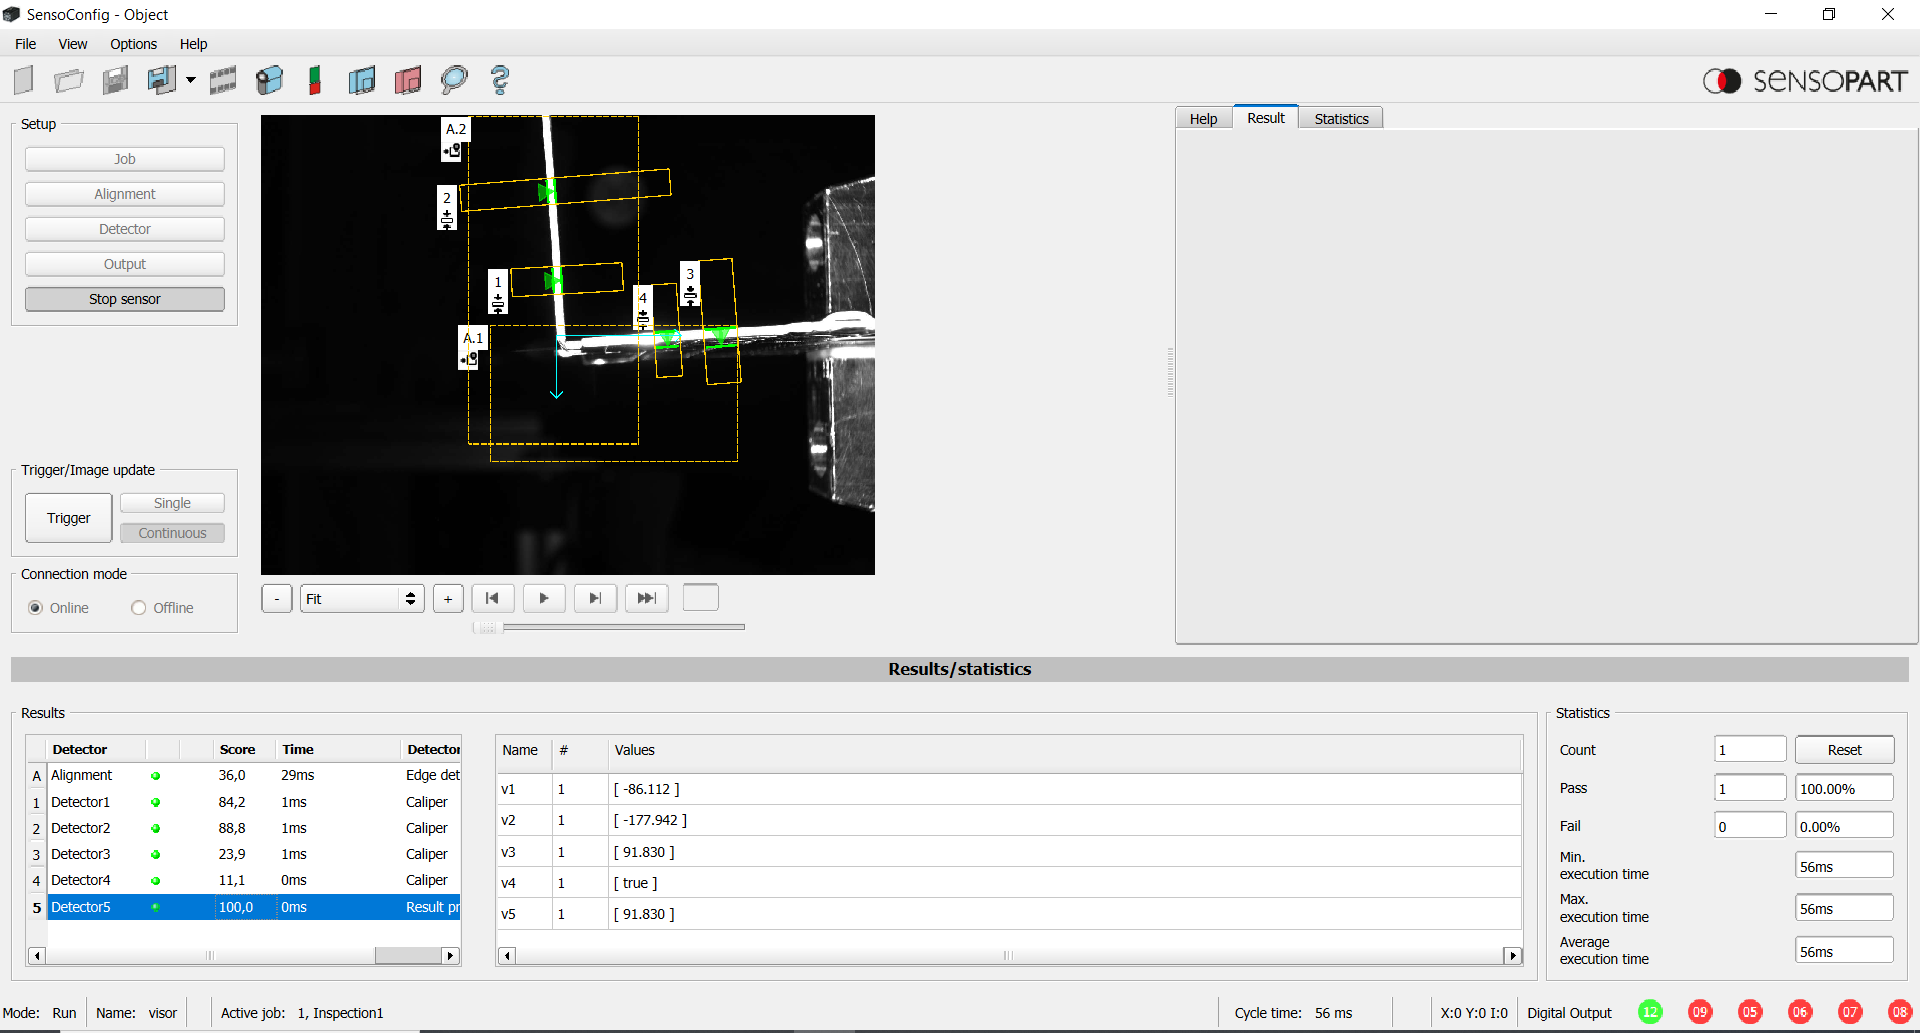 SensoConfig - Object
File View Options Help
SENSOPART
Setup
Job
Alignment
Detector
Output
Stop sensor
Trigger/Image update
Trigger
Single
Continuous
Connection mode
Online Offline
A.2
2
1
3
4
A.1
- Fit +
Help Result Statistics
Results/statistics
Results
Detector Score Time Detector
A Alignment 36,0 29ms Edge det
1 Detector1 84,2 1ms Caliper
2 Detector2 88,8 1ms Caliper
3 Detector3 23,9 1ms Caliper
4 Detector4 11,1 0ms Caliper
5 Detector5 100,0 0ms Result pr
Name # Values
v1 1 [ -86.112 ]
v2 1 [ -177.942 ]
v3 1 [ 91.830 ]
v4 1 [ true ]
v5 1 [ 91.830 ]
Statistics
Count 1 Reset
Pass 1 100.00%
Fail 0 0.00%
Min.
execution time 56ms
Max.
execution time 56ms
Average
execution time 56ms
Mode: Run Name: visor Active job: 1, Inspection1 Cycle time: 56 ms X:0 Y:0 I:0 Digital Output 12 09 05 06 07 08